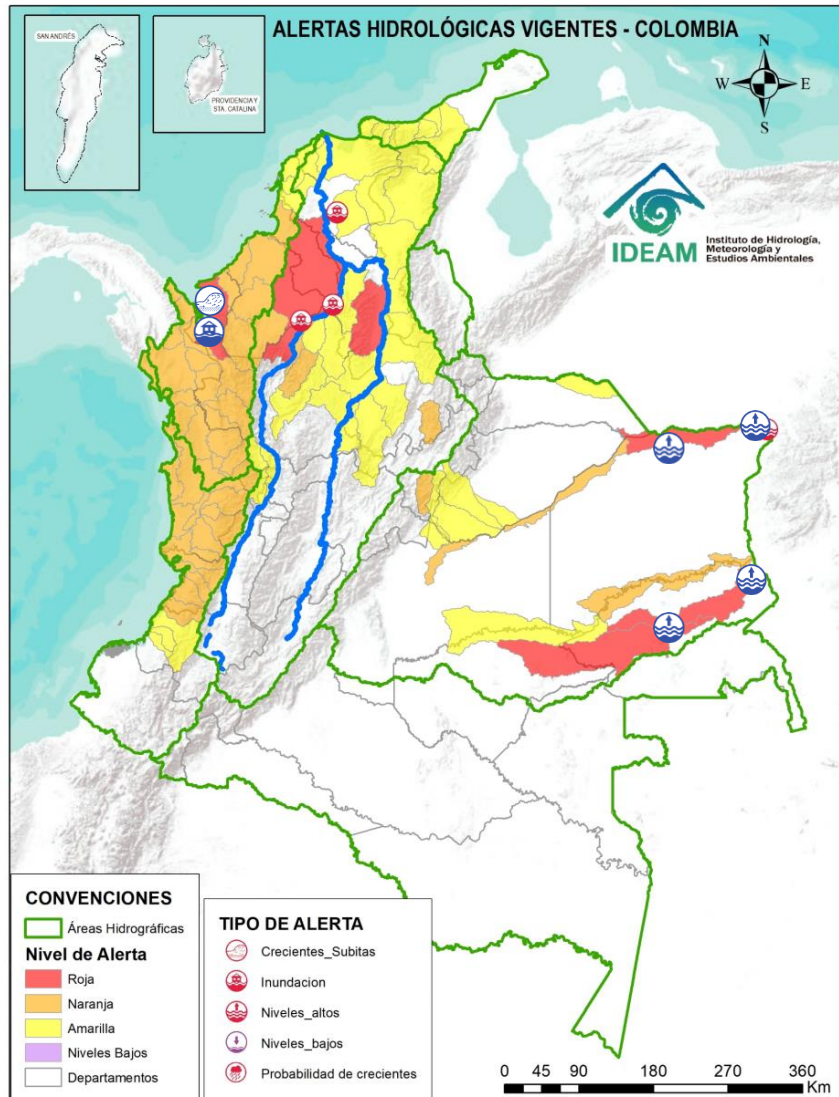 ALERTAS HIDROLÓGICAS VIGENTES - COLOMBIA
SAN ANDRÉS
PROVIDENCIA Y
STA. CATALINA
N
W
E
S
IDEAM
Instituto de Hidrología,
Meteorología y
Estudios Ambientales
CONVENCIONES
Áreas Hidrográficas
Nivel de Alerta
Roja
Naranja
Amarilla
Niveles Bajos
Departamentos
TIPO DE ALERTA
Crecientes_Subitas
Inundacion
Niveles_altos
Niveles_bajos
Probabilidad de crecientes
0 45 90 180 270 360
Km